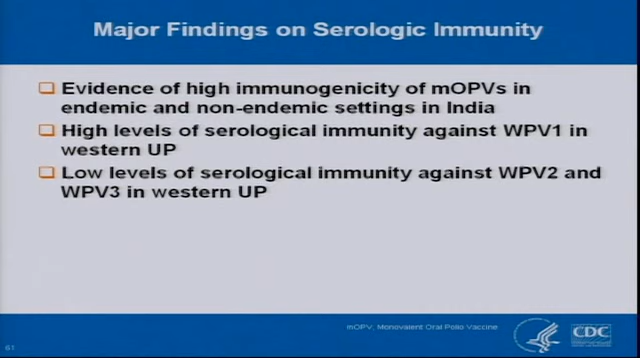 Major Findings on Serologic Immunity
Evidence of high immunogenicity of mOPVs in
endemic and non-endemic settings in India
High levels of serological immunity against WPV1 in
western UP
Low levels of serological immunity against WPV2 and
WPV3 in western UP
mOPV; Monovalent Oral Polio Vaccine
CDC
61